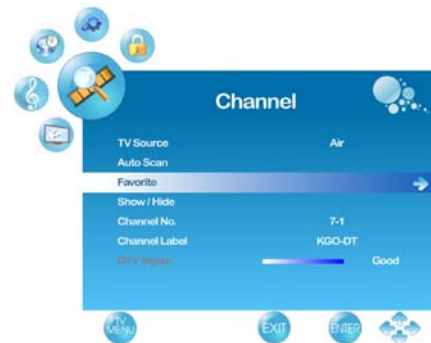 Channel
TV Source Air
Auto Scan
Favorite
Show / Hide
Channel No. 7-1
Channel Label KGO-DT
DTV Signal Good
TV
MENU
EXIT ENTER